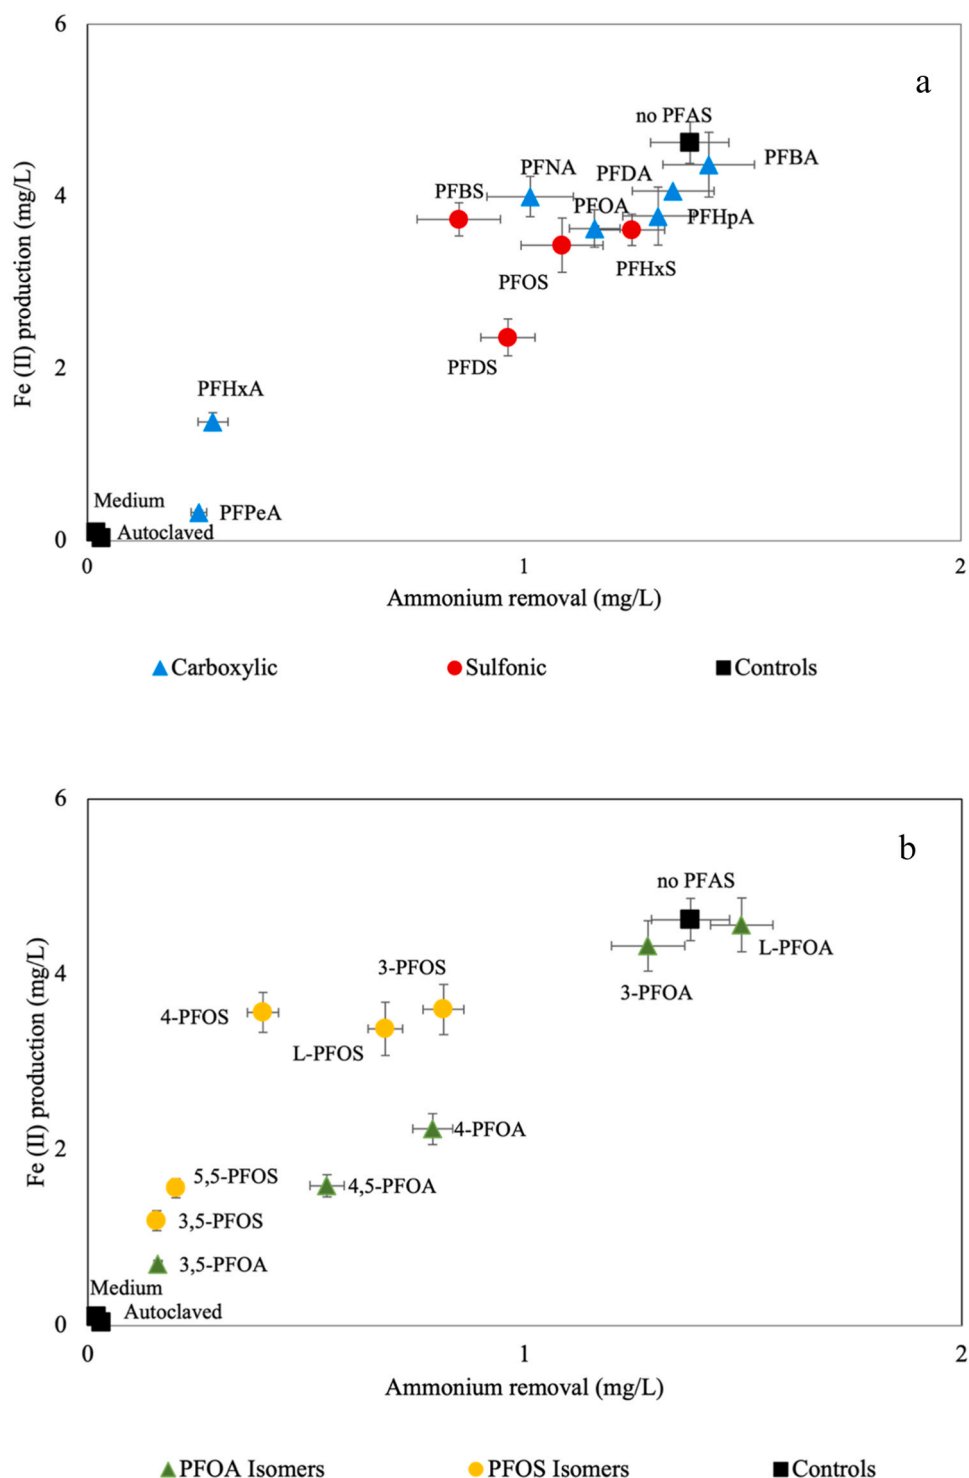 6
a
no PFAS
PFBA
PFNA
PFDA
4
PFBS
PFOA
PFHpA
PFHxS
PFOS
Fe (II) production (mg/L)
2
PFDS
PFHxA
Medium
PFPeA
Autoclaved
0
0 1 2
Ammonium removal (mg/L)
Carboxylic Sulfonic Controls
6
b
no PFAS
L-PFOA
3-PFOS
3-PFOA
4
4-PFOS
L-PFOS
Fe (II) production (mg/L)
2
4-PFOA
5,5-PFOS
4,5-PFOA
3,5-PFOS
3,5-PFOA
Medium
Autoclaved
0
0 1 2
Ammonium removal (mg/L)
PFOA Isomers PFOS Isomers Controls